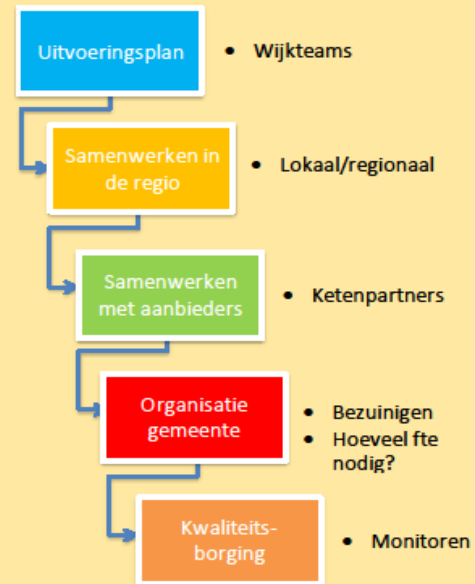 Uitvoeringsplan
• Wijkteams
Samenwerken in
de regio
• Lokaal/regionaal
Samenwerken
met aanbieders
• Ketenpartners
Organisatie
gemeente
• Bezuinigen
• Hoeveel fte
nodig?
Kwaliteits-
borging
• Monitoren